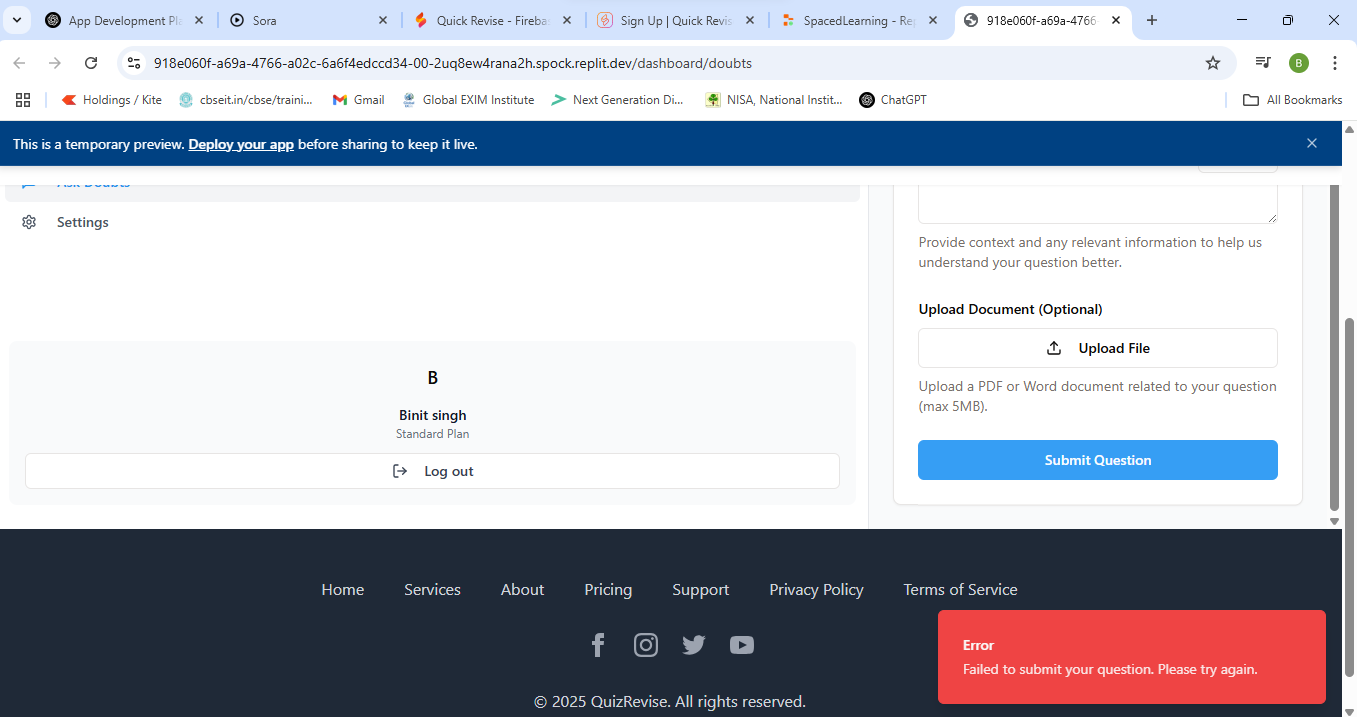 App Development Pla
Sora
Quick Revise - Fireba
Sign Up | Quick Revis
SpacedLearning - Rep
918e060f-a69a-4766-
918e060f-a69a-4766-a02c-6a6f4edccd34-00-2uq8ew4rana2h.spock.replit.dev/dashboard/doubts
B
Holdings / Kite
cbseit.in/cbse/traini...
Gmail
Global EXIM Institute
Next Generation Di...
NISA, National Instit...
ChatGPT
All Bookmarks
This is a temporary preview. Deploy your app before sharing to keep it live.
Ask Doubts
Settings
B
Binit singh
Standard Plan
Log out
Provide context and any relevant information to help us
understand your question better.
Upload Document (Optional)
Upload File
Upload a PDF or Word document related to your question
(max 5MB).
Submit Question
Home
Services
About
Pricing
Support
Privacy Policy
Terms of Service
Error
Failed to submit your question. Please try again.
© 2025 QuizRevise. All rights reserved.